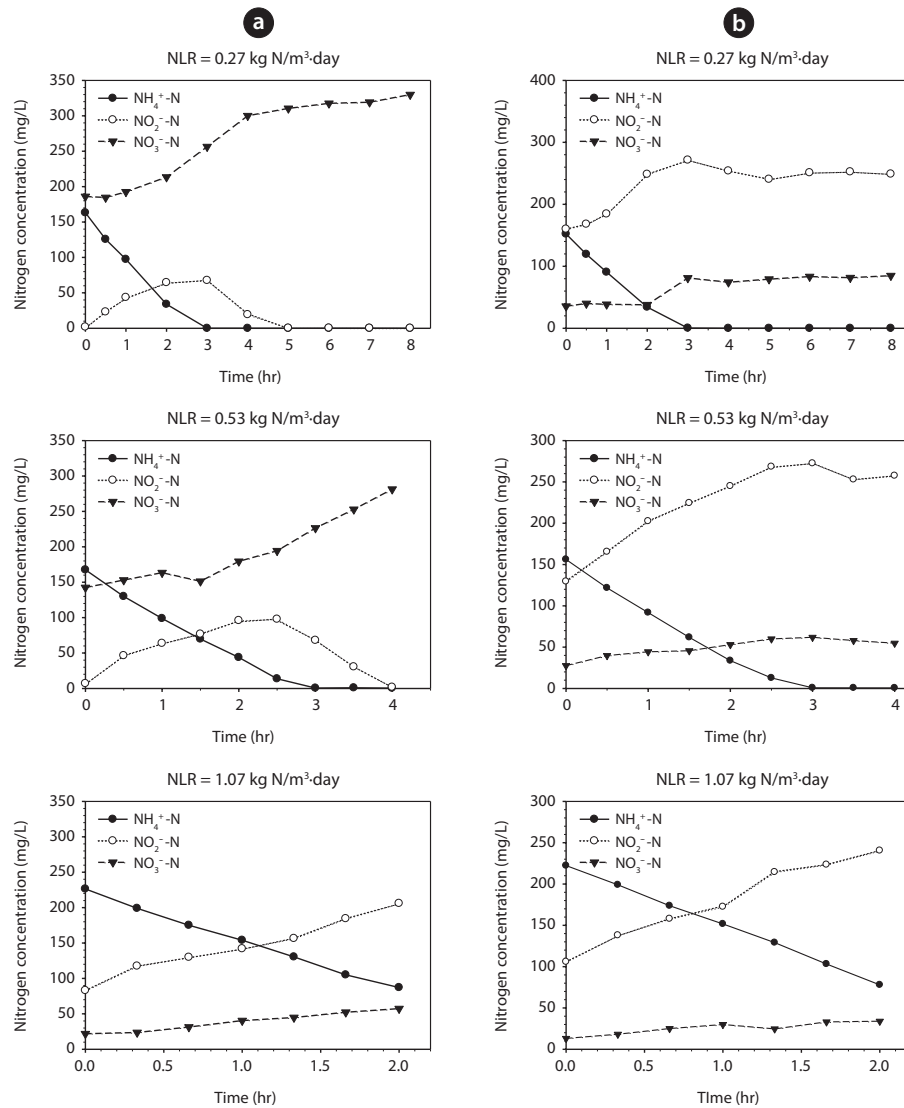 a
NLR = 0.27 kg N/m³·day
Nitrogen concentration (mg/L)
350
300
250
200
150
100
50
0
NH₄⁺-N
NO₂⁻-N
NO₃⁻-N
0 1 2 3 4 5 6 7 8
Time (hr)
b
NLR = 0.27 kg N/m³·day
Nitrogen concentration (mg/L)
400
300
200
100
0
NH₄⁺-N
NO₂⁻-N
NO₃⁻-N
0 1 2 3 4 5 6 7 8
Time (hr)
NLR = 0.53 kg N/m³·day
Nitrogen concentration (mg/L)
350
300
250
200
150
100
50
0
NH₄⁺-N
NO₂⁻-N
NO₃⁻-N
0 1 2 3 4
Time (hr)
NLR = 0.53 kg N/m³·day
Nitrogen concentration (mg/L)
300
250
200
150
100
50
0
NH₄⁺-N
NO₂⁻-N
NO₃⁻-N
0 1 2 3 4
Time (hr)
NLR = 1.07 kg N/m³·day
Nitrogen concentration (mg/L)
350
300
250
200
150
100
50
0
NH₄⁺-N
NO₂⁻-N
NO₃⁻-N
0.0 0.5 1.0 1.5 2.0
Time (hr)
NLR = 1.07 kg N/m³·day
Nitrogen concentration (mg/L)
300
250
200
150
100
50
0
NH₄⁺-N
NO₂⁻-N
NO₃⁻-N
0.0 0.5 1.0 1.5 2.0
TIme (hr)